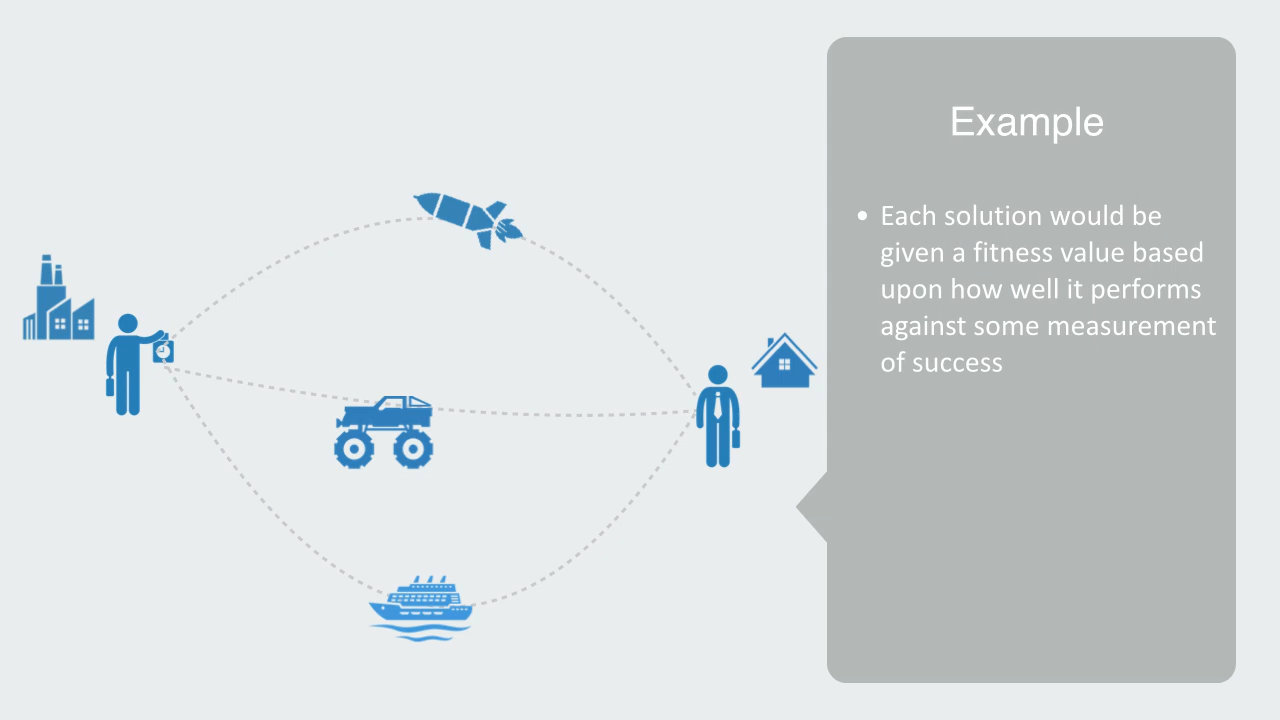 Example
• Each solution would be
given a fitness value based
upon how well it performs
against some measurement
of success